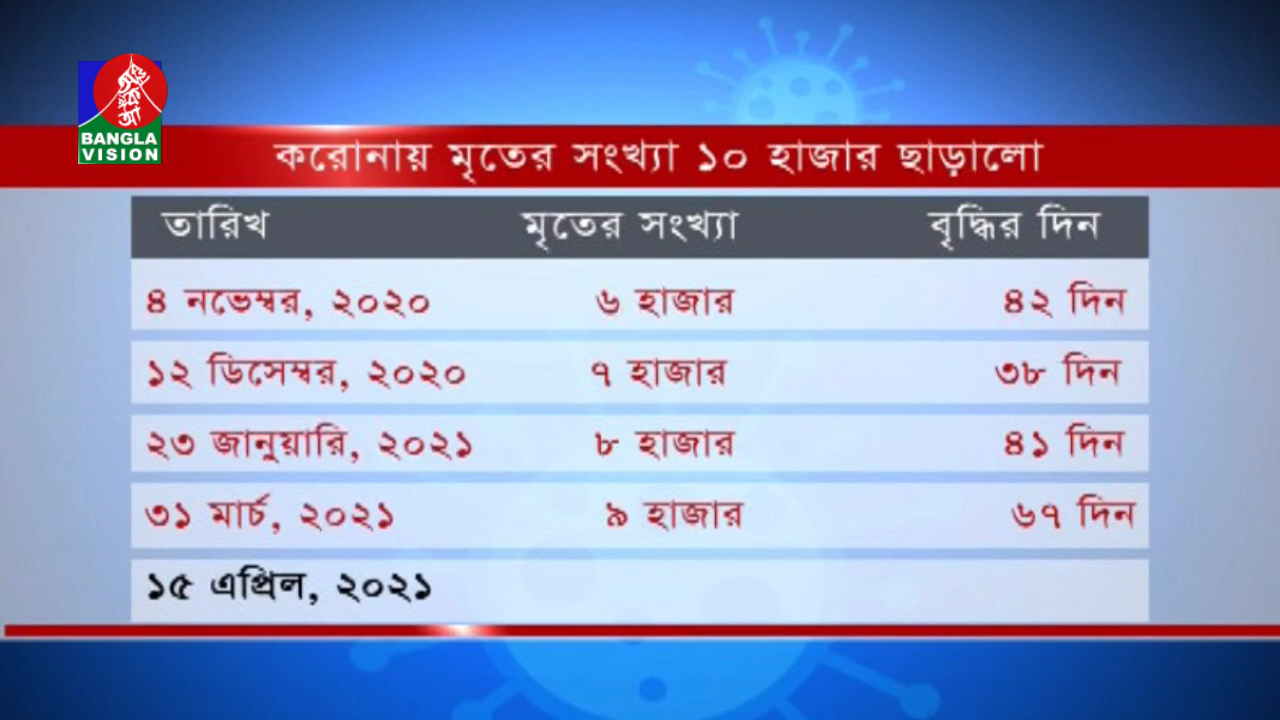 BANGLA
VISION
করোনায় মৃতের সংখ্যা ১০ হাজার ছাড়ালো
তারিখ মৃতের সংখ্যা বৃদ্ধির দিন
৪ নভেম্বর, ২০২০ ৬ হাজার ৪২ দিন
১২ ডিসেম্বর, ২০২০ ৭ হাজার ৩৮ দিন
২৩ জানুয়ারি, ২০২১ ৮ হাজার ৪১ দিন
৩১ মার্চ, ২০২১ ৯ হাজার ৬৭ দিন
১৫ এপ্রিল, ২০২১